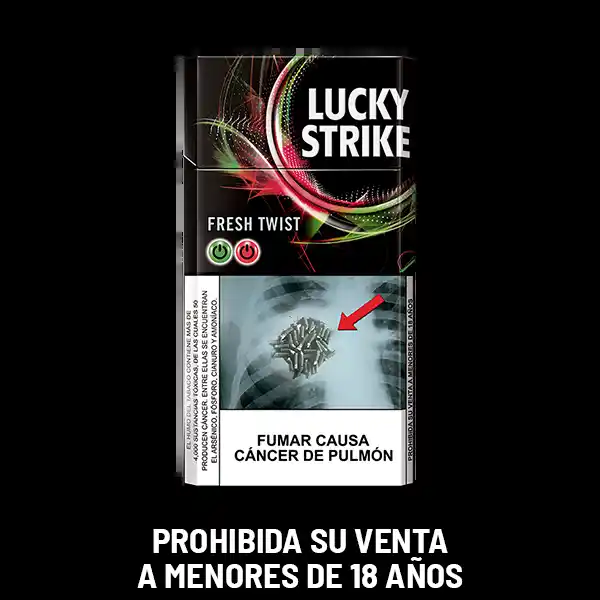 LUCKY
STRIKE
FRESH TWIST
EL HUMO DEL TABACO CONTIENE MÁS DE
4,000 SUSTANCIAS TÓXICAS, DE LAS CUALES 50
PRODUCEN CÁNCER, ENTRE ELLAS SE ENCUENTRAN
EL ARSÉNICO, FÓSFORO, CIANURO Y AMONÍACO.
PROHIBIDA SU VENTA A MENORES DE 18 AÑOS
FUMAR CAUSA
CÁNCER DE PULMÓN
PROHIBIDA SU VENTA
A MENORES DE 18 AÑOS